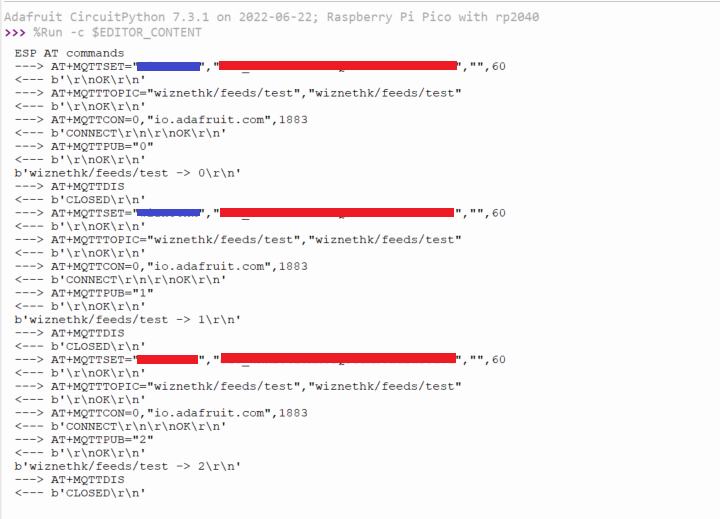 Adafruit CircuitPython 7.3.1 on 2022-06-22; Raspberry Pi Pico with rp2040
>>> %Run -c $EDITOR_CONTENT
ESP AT commands
---> AT+MQTTSET="","","",60
<--- b'\r\nOK\r\n'
---> AT+MQTTTOPIC="wiznethk/feeds/test","wiznethk/feeds/test"
<--- b'\r\nOK\r\n'
---> AT+MQTTCON=0,"io.adafruit.com",1883
<--- b'CONNECT\r\n\r\nOK\r\n'
---> AT+MQTTPUB="0"
<--- b'\r\nOK\r\n'
b'wiznethk/feeds/test -> 0\r\n'
---> AT+MQTTDIS
<--- b'CLOSED\r\n'
---> AT+MQTTSET="","","",60
<--- b'\r\nOK\r\n'
---> AT+MQTTTOPIC="wiznethk/feeds/test","wiznethk/feeds/test"
<--- b'\r\nOK\r\n'
---> AT+MQTTCON=0,"io.adafruit.com",1883
<--- b'CONNECT\r\n\r\nOK\r\n'
---> AT+MQTTPUB="1"
<--- b'\r\nOK\r\n'
b'wiznethk/feeds/test -> 1\r\n'
---> AT+MQTTDIS
<--- b'CLOSED\r\n'
---> AT+MQTTSET="","","",60
<--- b'\r\nOK\r\n'
---> AT+MQTTTOPIC="wiznethk/feeds/test","wiznethk/feeds/test"
<--- b'\r\nOK\r\n'
---> AT+MQTTCON=0,"io.adafruit.com",1883
<--- b'CONNECT\r\n\r\nOK\r\n'
---> AT+MQTTPUB="2"
<--- b'\r\nOK\r\n'
b'wiznethk/feeds/test -> 2\r\n'
---> AT+MQTTDIS
<--- b'CLOSED\r\n'